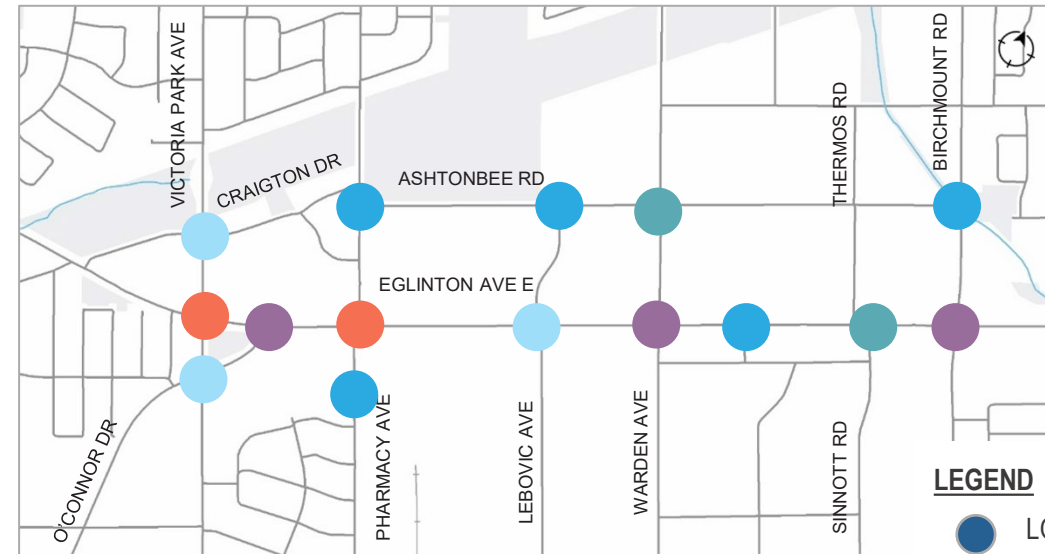 VICTORIA PARK AVE
CRAIGTON DR
ASHTONBEE RD
THERMOS RD
BIRCHMOUNT RD
EGLINTON AVE E
O'CONNOR DR
PHARMACY AVE
LEBOVIC AVE
WARDEN AVE
SINNOTT RD
LEGEND